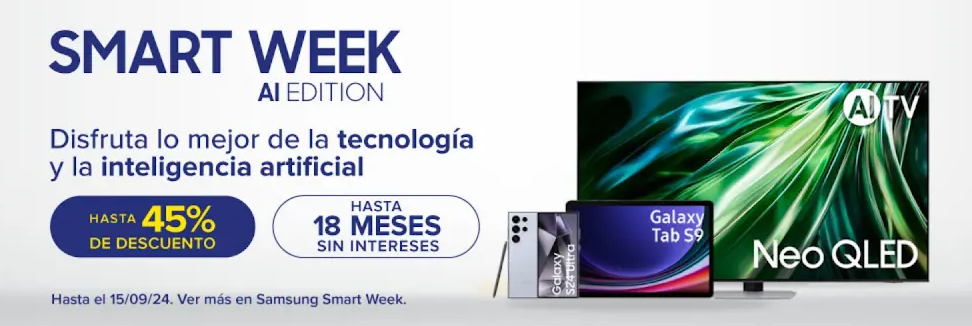 SMART WEEK
AI EDITION
Disfruta lo mejor de la tecnología
y la inteligencia artificial
HASTA 45%
DE DESCUENTO
HASTA
18 MESES
SIN INTERESES
Hasta el 15/09/24. Ver más en Samsung Smart Week.
Galaxy
S24 Ultra
Galaxy
Tab S9
AI TV
Neo QLED